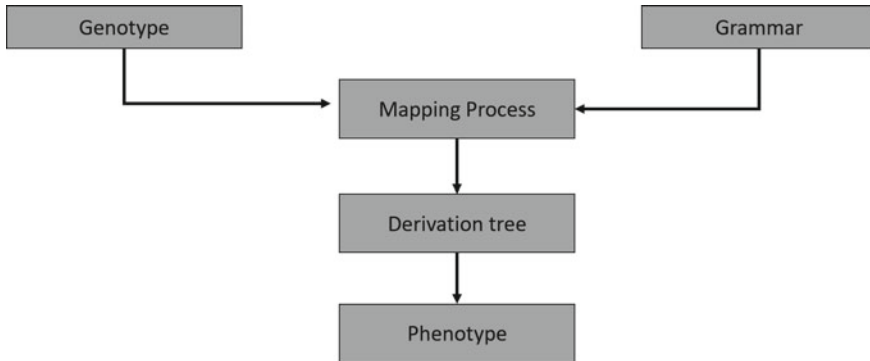 Genotype
Grammar
Mapping Process
Derivation tree
Phenotype